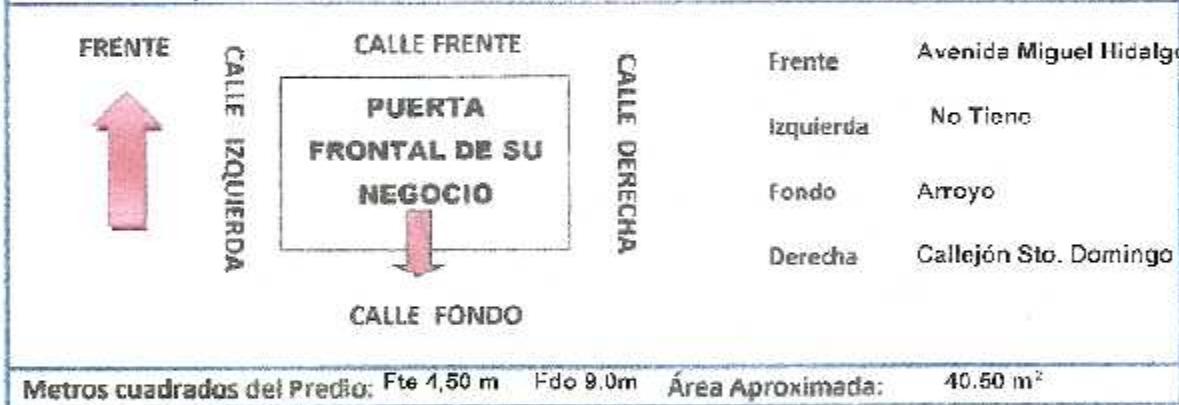 FRENTE
CALLE IZQUIERDA
CALLE FRENTE
PUERTA
FRONTAL DE SU
NEGOCIO
CALLE DERECHA
CALLE FONDO
Frente Avenida Miguel Hidalgo
Izquierda No Tiene
Fondo Arroyo
Derecha Callejón Sto. Domingo
Metros cuadrados del Predio: Fte 4,50 m Fdo 9.0m Área Aproximada: 40.50 m²